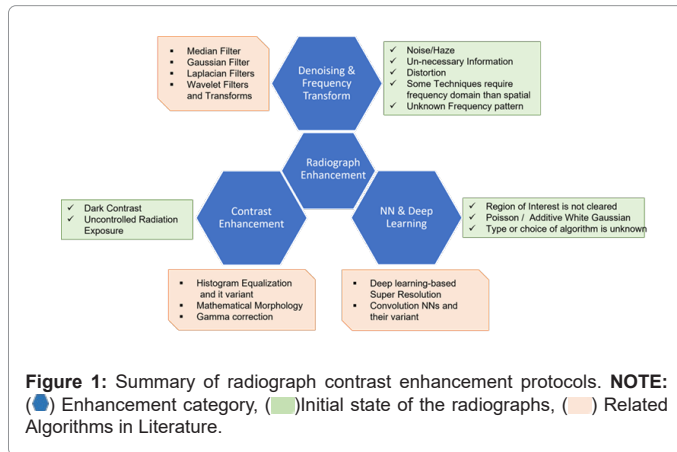 Median Filter
Gaussian Filter
Laplacian Filters
Wavelet Filters
and Transforms
Denoising &
Frequency
Transform
Noise/Haze
Un-necessary Information
Distortion
Some Techniques require
frequency domain than spatial
Unknown Frequency pattern
Radiograph
Enhancement
Dark Contrast
Uncontrolled Radiation
Exposure
Contrast
Enhancement
NN & Deep
Learning
Region of Interest is not cleared
Poisson / Additive White Gaussian
Type or choice of algorithm is unknown
Histogram Equalization
and it variant
Mathematical Morphology
Gamma correction
Deep learning-based
Super Resolution
Convolution NNs and
their variant
Figure 1: Summary of radiograph contrast enhancement protocols. NOTE:
( ) Enhancement category, ( )Initial state of the radiographs, ( ) Related
Algorithms in Literature.